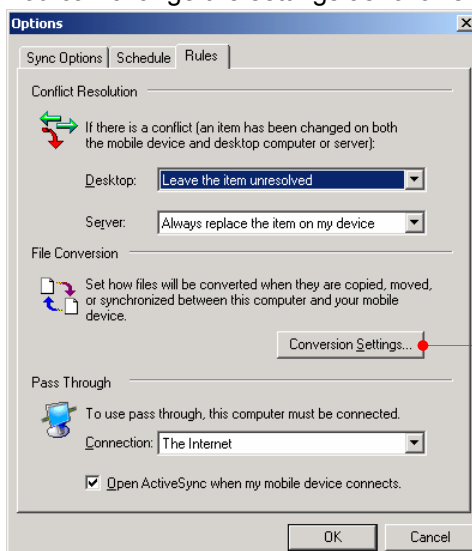 Options
Sync Options Schedule Rules
Conflict Resolution
If there is a conflict (an item has been changed on both
the mobile device and desktop computer or server):
Desktop: Leave the item unresolved
Server: Always replace the item on my device
File Conversion
Set how files will be converted when they are copied, moved,
or synchronized between this computer and your mobile
device.
Conversion Settings...
Pass Through
To use pass through, this computer must be connected.
Connection: The Internet
Open ActiveSync when my mobile device connects.
OK Cancel